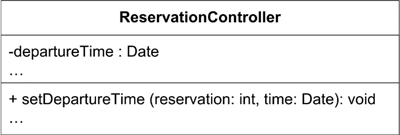 ReservationController
-departureTime : Date
…
+ setDepartureTime (reservation: int, time: Date): void
…